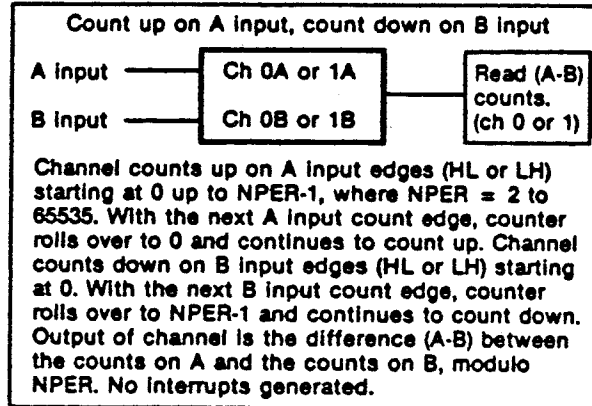 Count up on A input, count down on B input
A input
Ch 0A or 1A
Read (A-B)
counts.
(ch 0 or 1)
B input
Ch 0B or 1B
Channel counts up on A input edges (HL or LH)
starting at 0 up to NPER-1, where NPER = 2 to
65535. With the next A input count edge, counter
rolls over to 0 and continues to count up. Channel
counts down on B input edges (HL or LH) starting
at 0. With the next B input count edge, counter
rolls over to NPER-1 and continues to count down.
Output of channel is the difference (A-B) between
the counts on A and the counts on B, modulo
NPER. No interrupts generated.